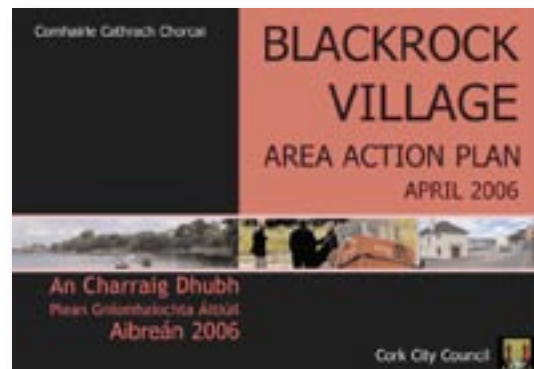 Comhairle Cathrach Chorcaí
BLACKROCK
VILLAGE
AREA ACTION PLAN
APRIL 2006
An Charraig Dhubh
Plean Gníomhaíochta Áitiúil
Aibreán 2006
Cork City Council